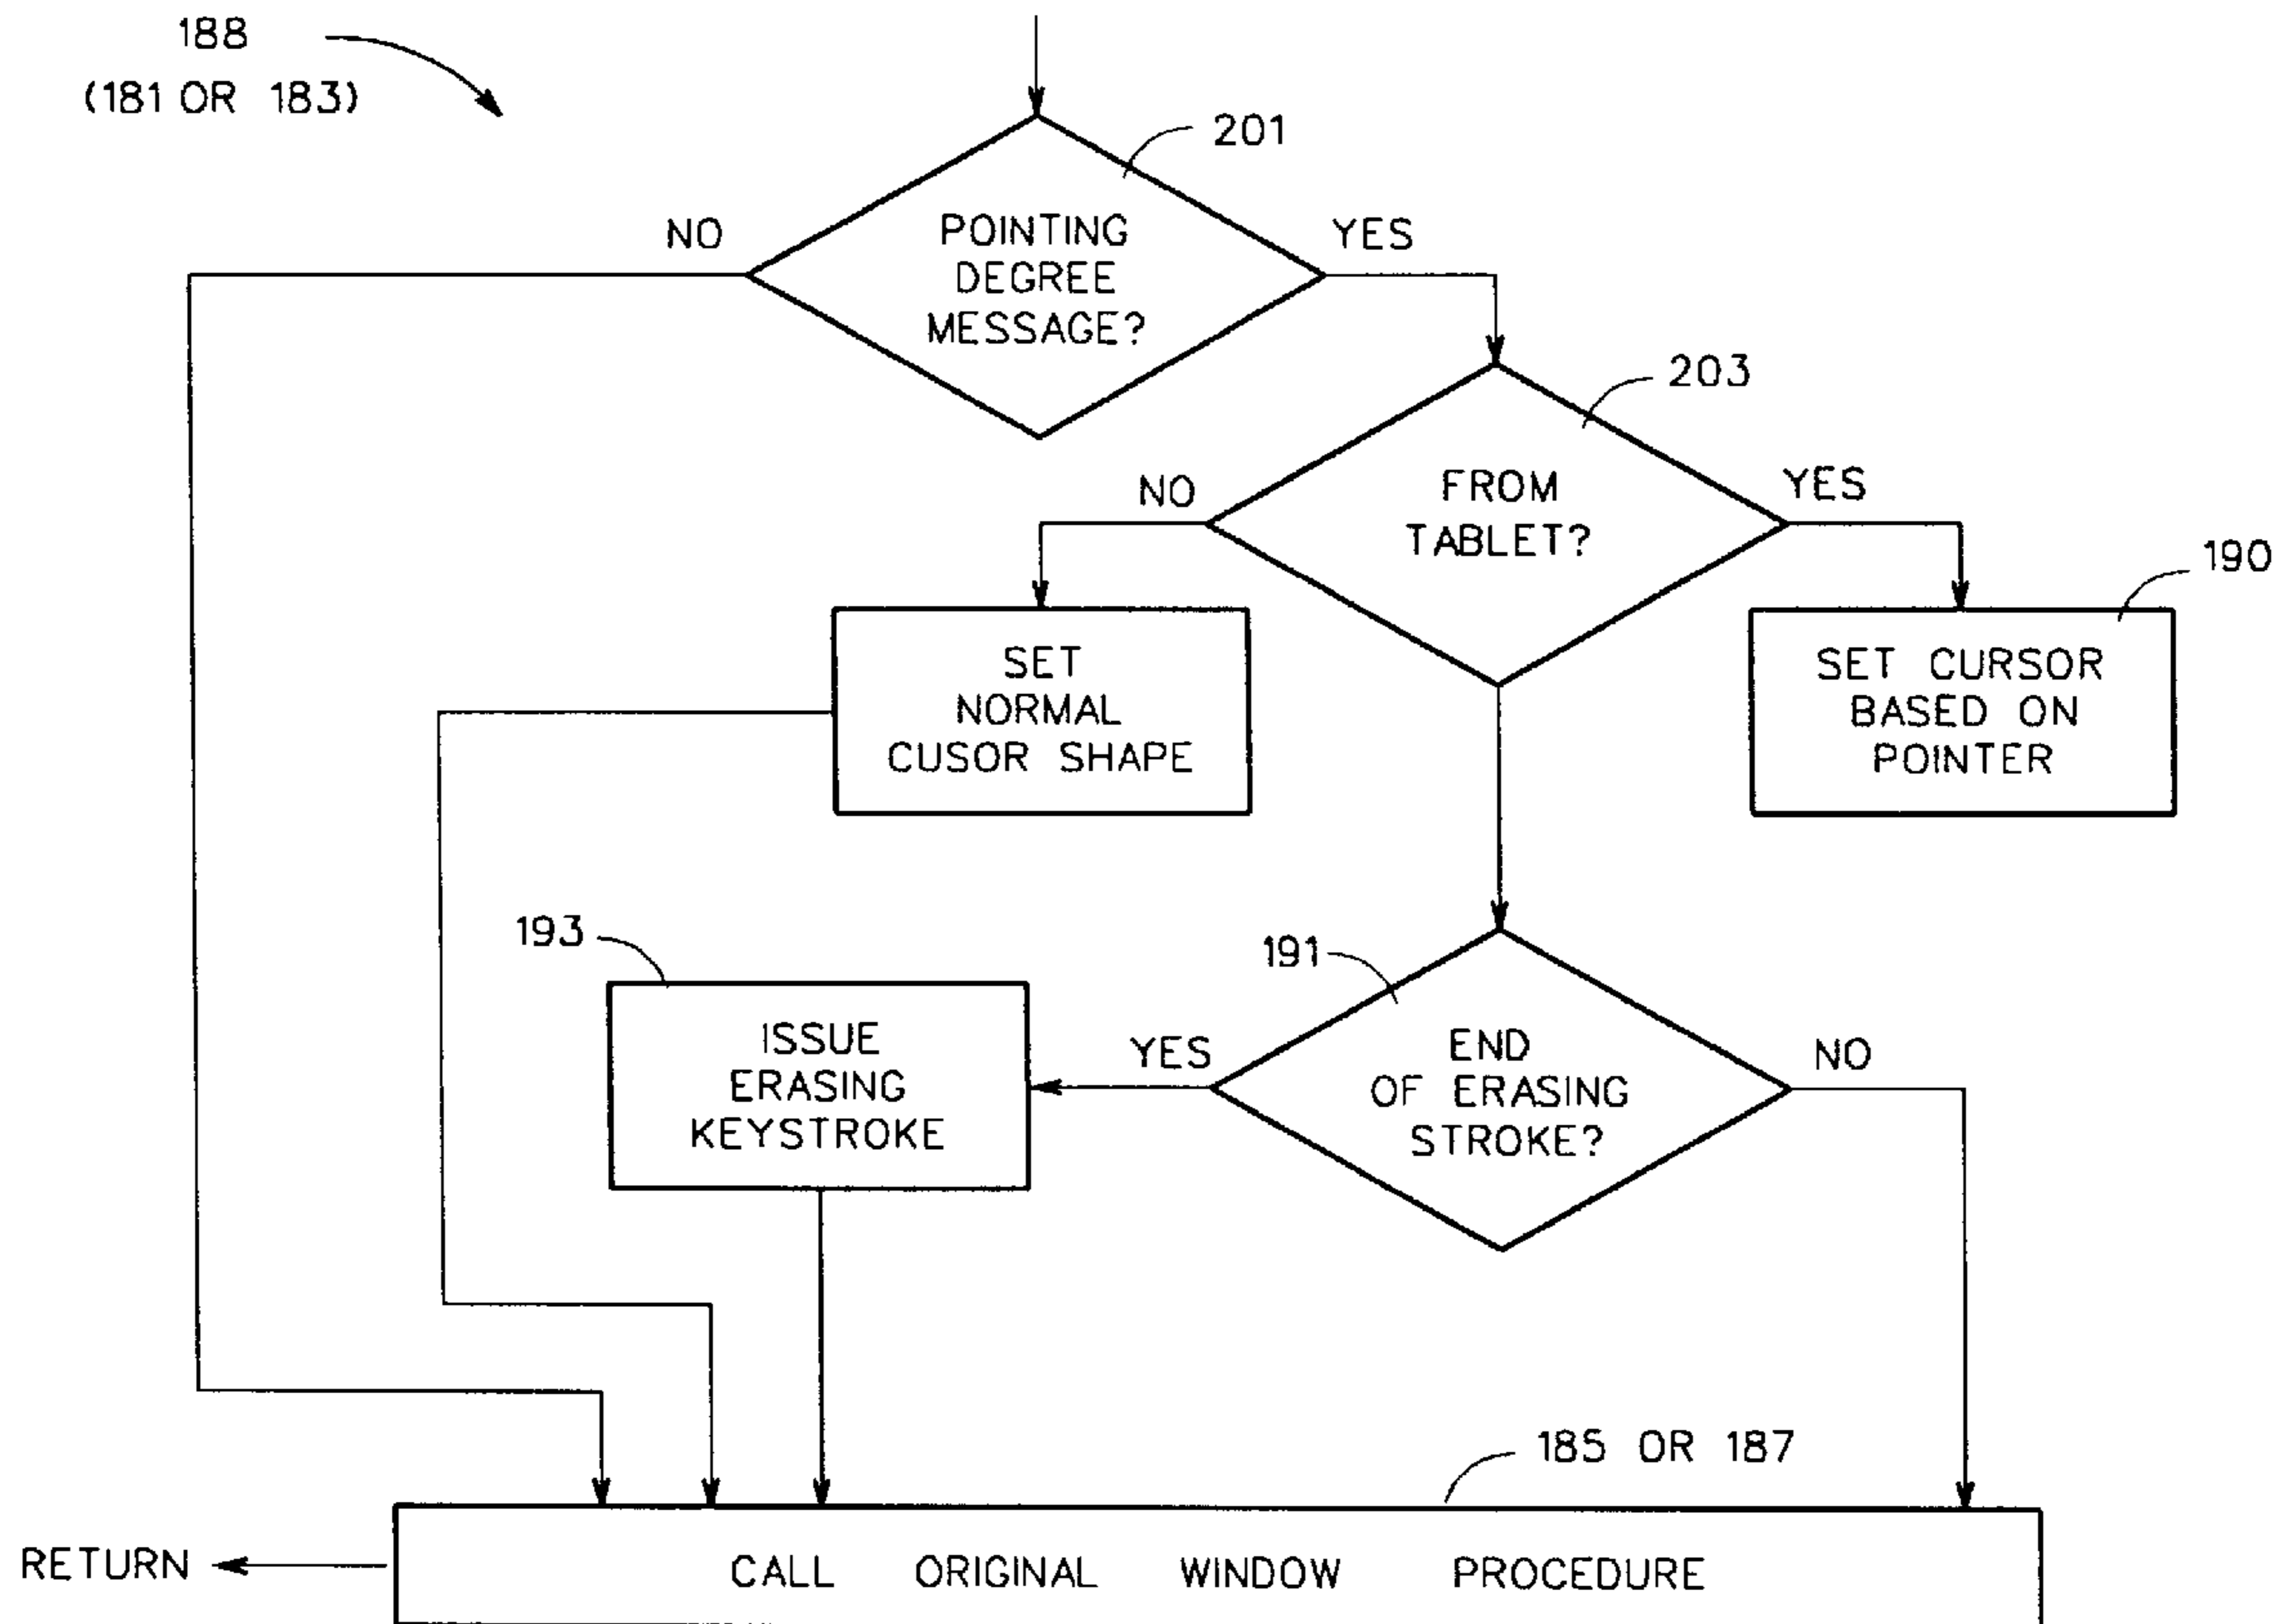 188
(181 OR 183)
201
NO
POINTING
DEGREE
MESSAGE?
YES
203
NO
FROM
TABLET?
YES
190
SET
NORMAL
CUSOR SHAPE
SET CURSOR
BASED ON
POINTER
193
191
ISSUE
ERASING
KEYSTROKE
YES
END
OF ERASING
STROKE?
NO
185 OR 187
RETURN
CALL ORIGINAL WINDOW PROCEDURE